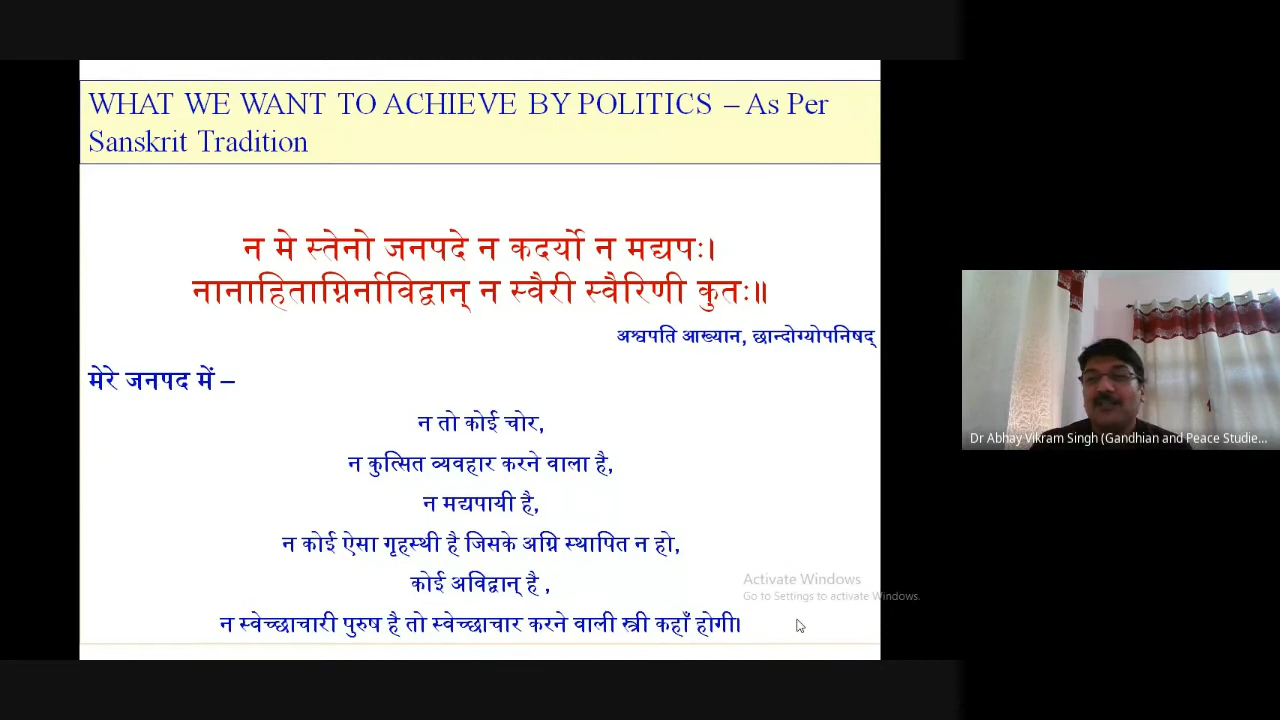 WHAT WE WANT TO ACHIEVE BY POLITICS – As Per
Sanskrit Tradition
न मे स्तेनो जनपदे न कदर्यो न मद्यपः।
नानाहिताग्निर्नाविद्वान् न स्वैरी स्वैरिणी कुतः॥
अश्वपति आख्यान, छान्दोग्योपनिषद्
मेरे जनपद में –
न तो कोई चोर,
न कुत्सित व्यवहार करने वाला है,
न मद्यपायी है,
न कोई ऐसा गृहस्थी है जिसके अग्नि स्थापित न हो,
कोई अविद्वान् है ,
न स्वेच्छाचारी पुरुष है तो स्वेच्छाचार करने वाली स्त्री कहाँ होगी।
Activate Windows
Go to Settings to activate Windows.
Dr Abhay Vikram Singh (Gandhian and Peace Studie...